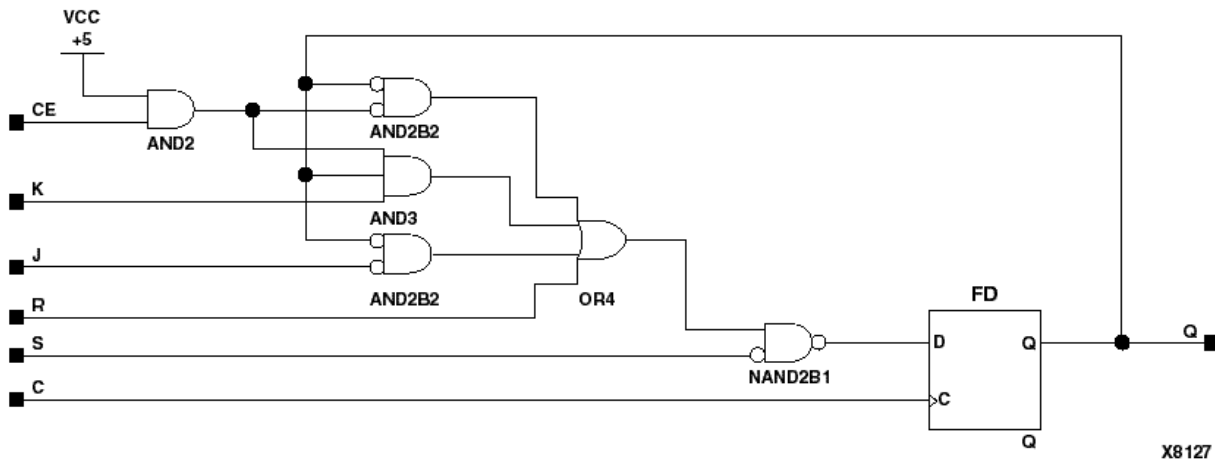 VCC
+5
CE
AND2
AND2B2
K
AND3
J
AND2B2
R
OR4
S
NAND2B1
C
FD
D
Q
C
Q
Q
X8127